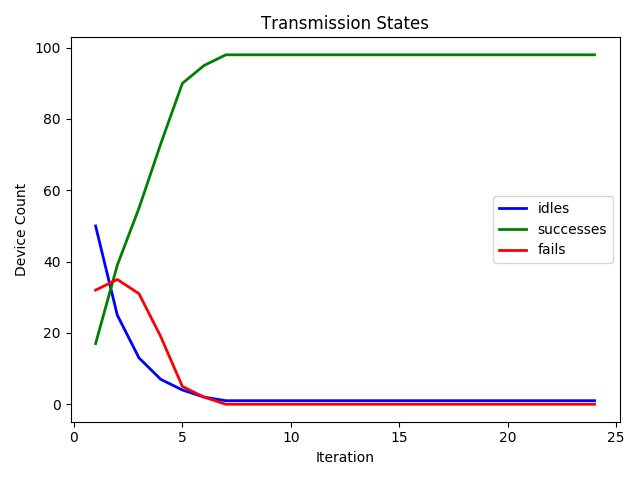 Transmission States
Device Count
100
80
60
40
20
0
idles
successes
fails
0 5 10 15 20 25
Iteration